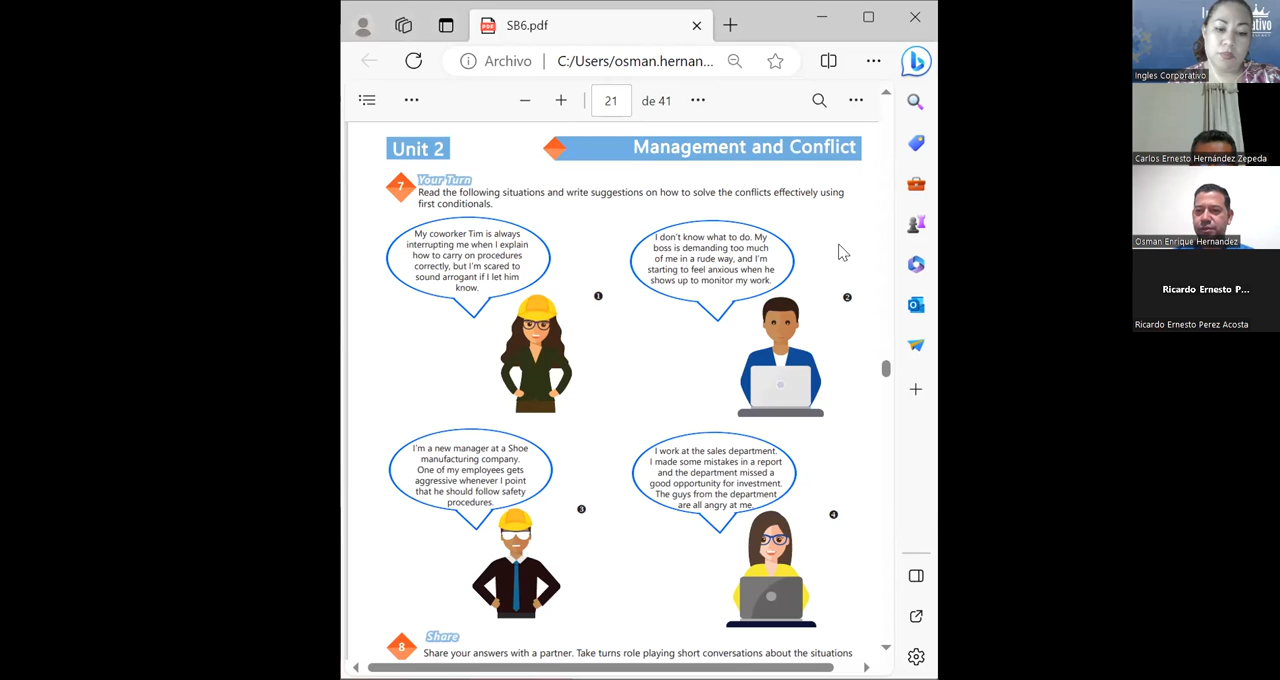 SB6.pdf
Archivo
C:/Users/osman.hernan...
21
de 41
Unit 2
Management and Conflict
7
Your Turn
Read the following situations and write suggestions on how to solve the conflicts effectively using
first conditionals.
My coworker Tim is always
interrupting me when I explain
how to carry on procedures
correctly, but I'm scared to
sound arrogant if I let him
know.
1
I don't know what to do. My
boss is demanding too much
of me in a rude way, and I'm
starting to feel anxious when he
shows up to monitor my work.
2
I'm a new manager at a Shoe
manufacturing company.
One of my employees gets
aggressive whenever I point
that he should follow safety
procedures.
3
I work at the sales department.
I made some mistakes in a report
and the department missed a
good opportunity for investment.
The guys from the department
are all angry at me.
4
8
Share
Share your answers with a partner. Take turns role playing short conversations about the situations
Ingles Corporativo
Carlos Ernesto Hernández Zepeda
Osman Enrique Hernandez
Ricardo Ernesto P...
Ricardo Ernesto Perez Acosta